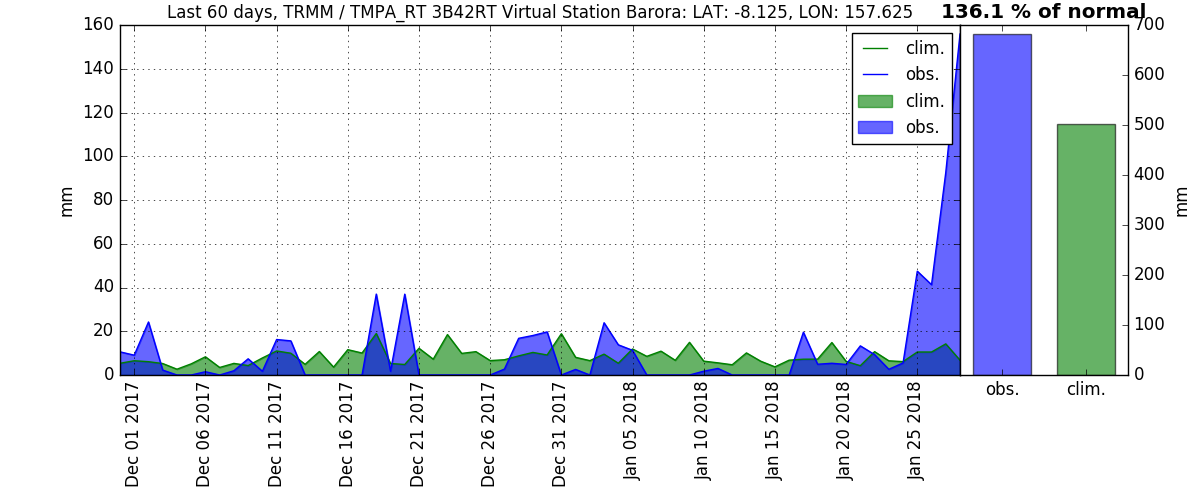 Last 60 days, TRMM / TMPA_RT 3B42RT Virtual Station Barora: LAT: -8.125, LON: 157.625
136.1 % of normal
160
140
120
100
80
60
40
20
0
mm
clim.
obs.
clim.
obs.
700
600
500
400
300
200
100
0
mm
Dec 01 2017
Dec 06 2017
Dec 11 2017
Dec 16 2017
Dec 21 2017
Dec 26 2017
Dec 31 2017
Jan 05 2018
Jan 10 2018
Jan 15 2018
Jan 20 2018
Jan 25 2018
obs.
clim.